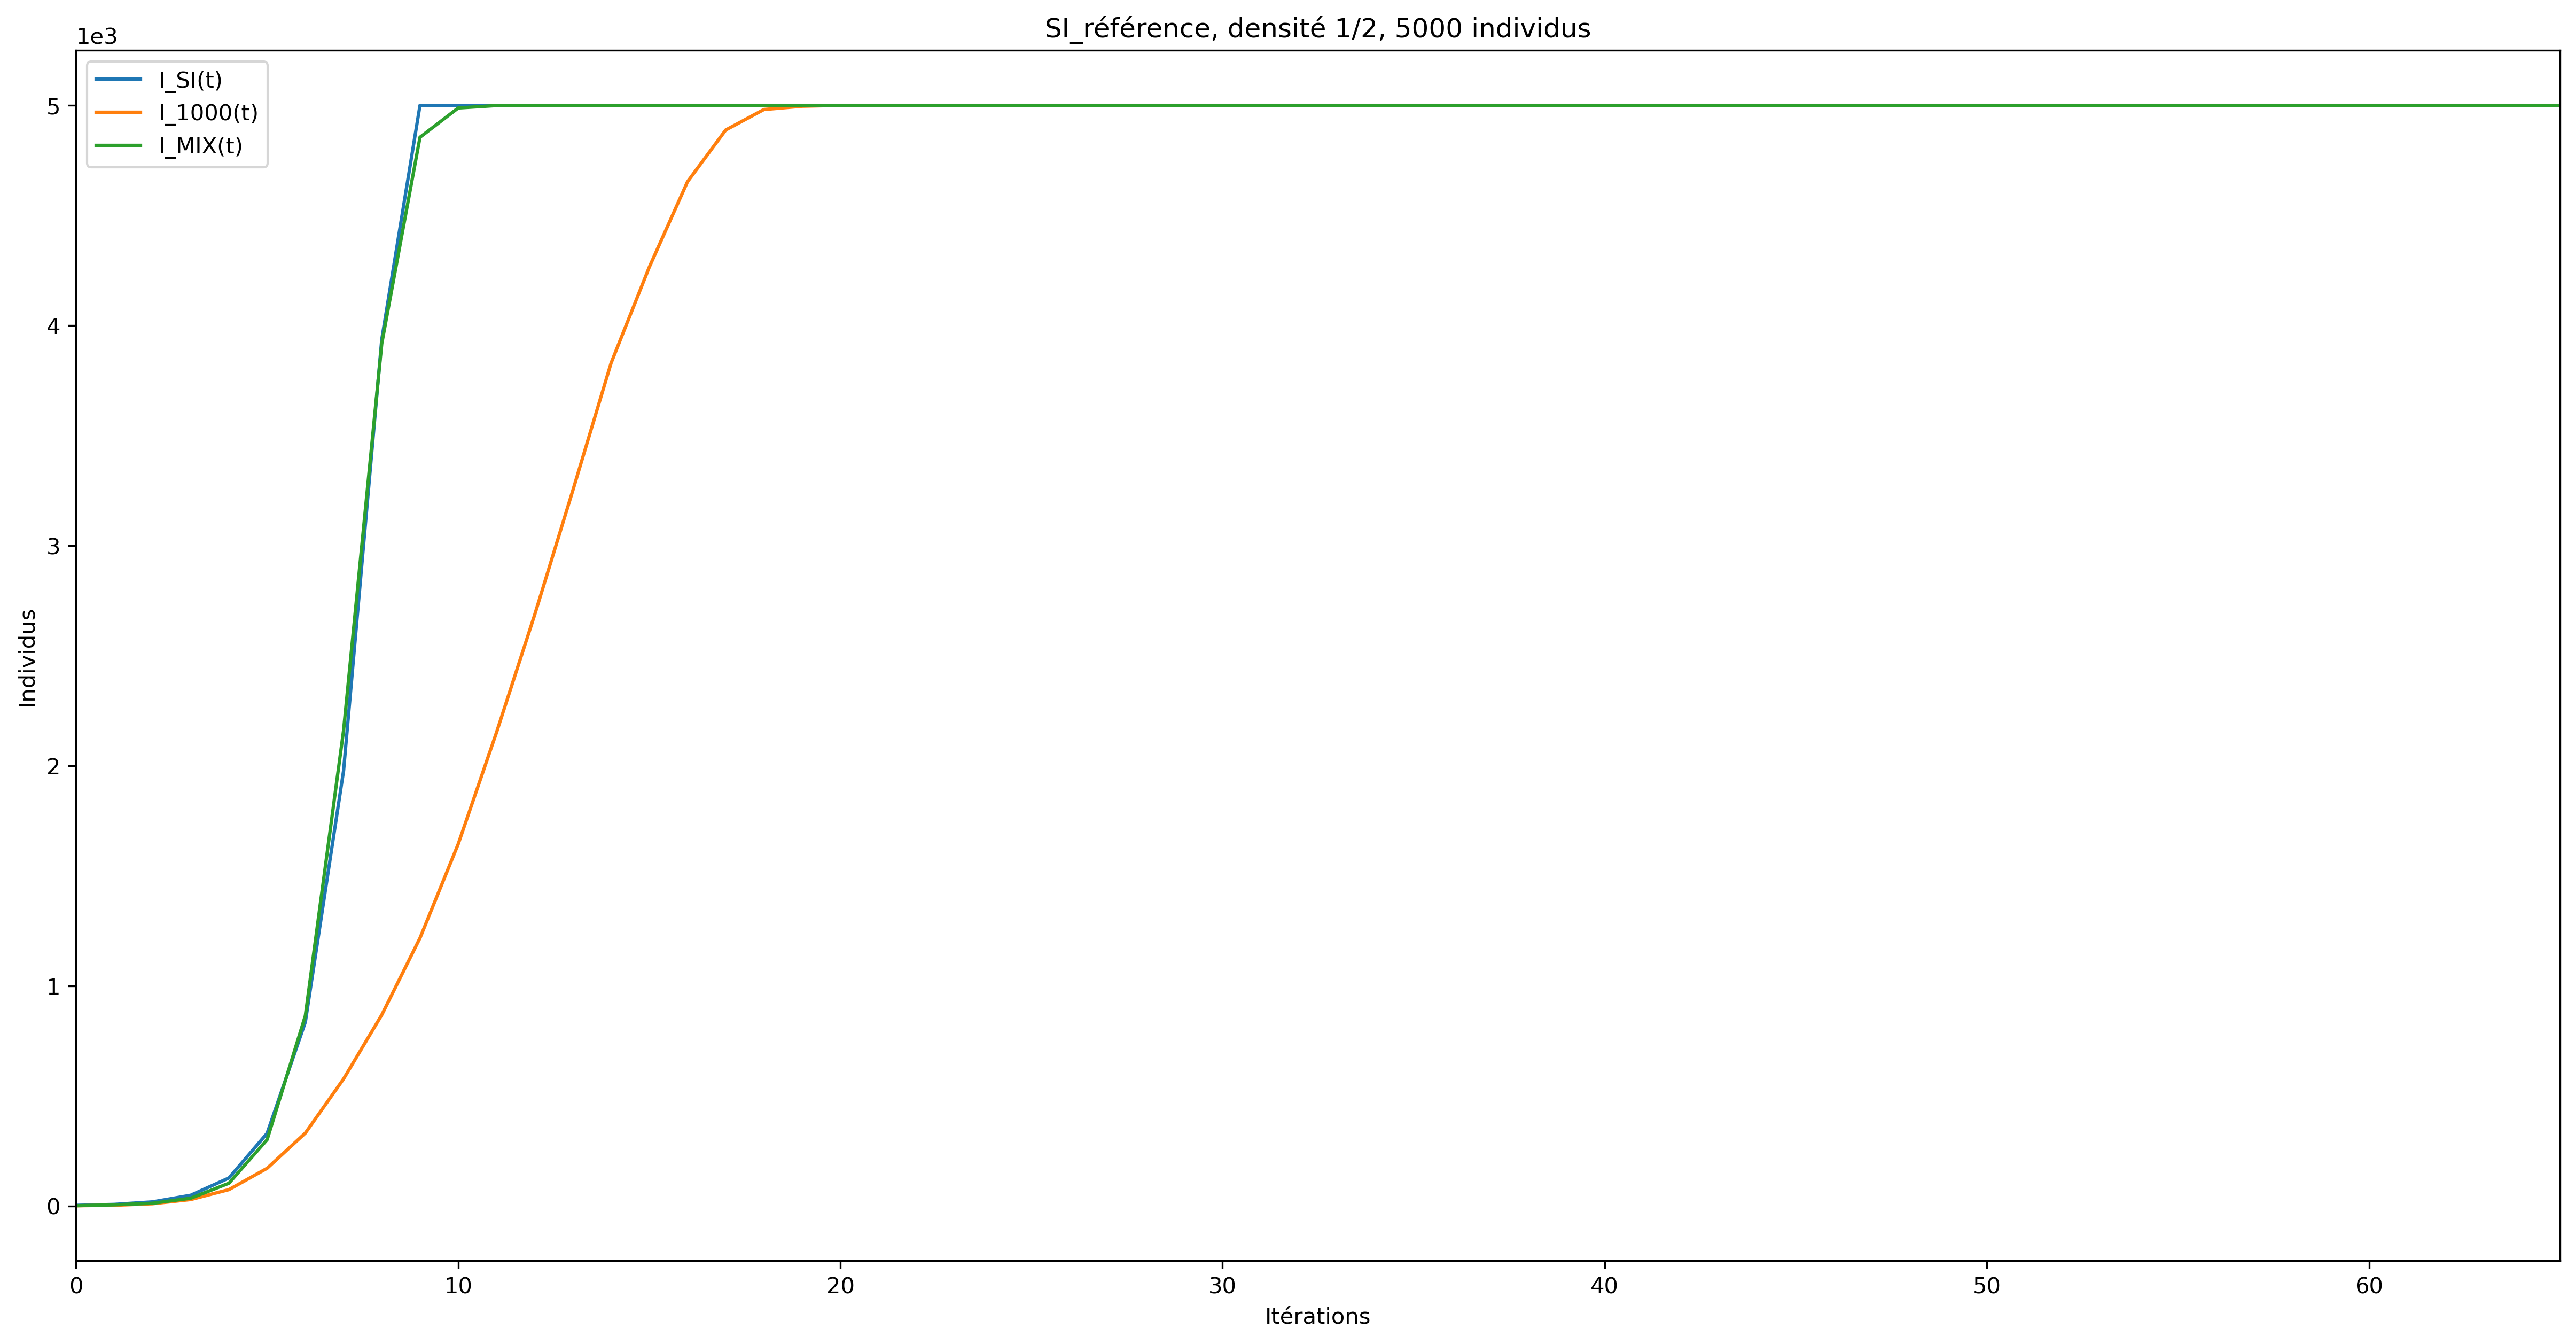 SI_référence, densité 1/2, 5000 individus
1e3
I_SI(t)
I_1000(t)
I_MIX(t)
5
4
3
2
1
0
Individus
0 10 20 30 40 50 60
Itérations